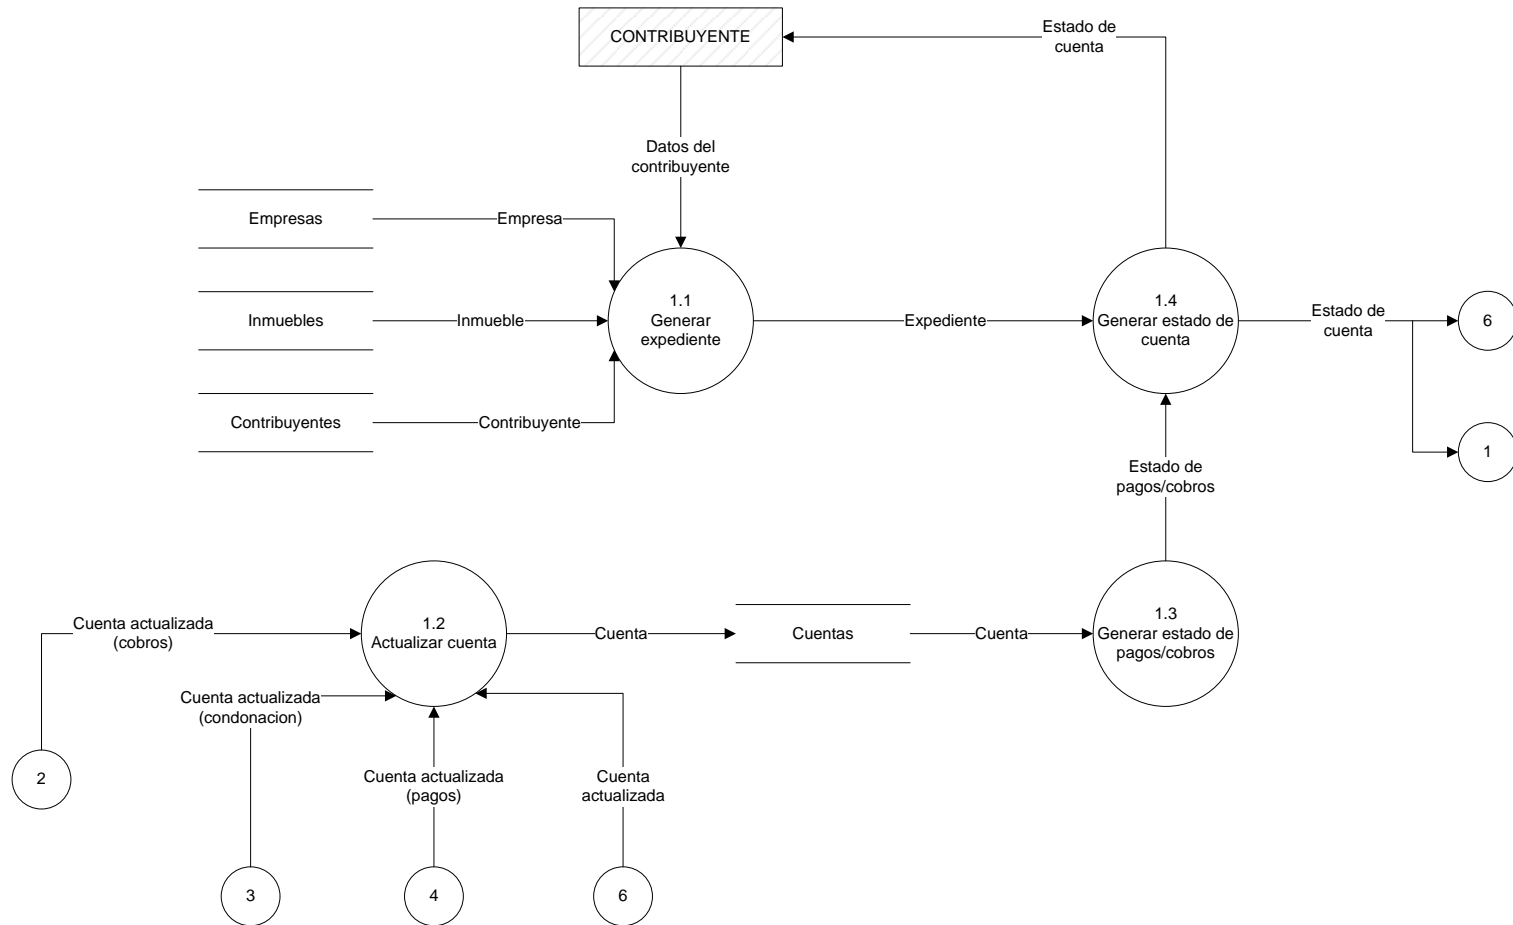 CONTRIBUYENTE
Estado de
cuenta
Datos del
contribuyente
Empresas
Empresa
Inmuebles
Inmueble
1.1
Generar
expediente
Expediente
1.4
Generar estado de
cuenta
Estado de
cuenta
6
Contribuyentes
Contribuyente
1
Estado de
pagos/cobros
Cuenta actualizada
(cobros)
1.2
Actualizar cuenta
Cuenta
Cuentas
Cuenta
1.3
Generar estado de
pagos/cobros
Cuenta actualizada
(condonacion)
2
Cuenta actualizada
(pagos)
Cuenta
actualizada
3
4
6